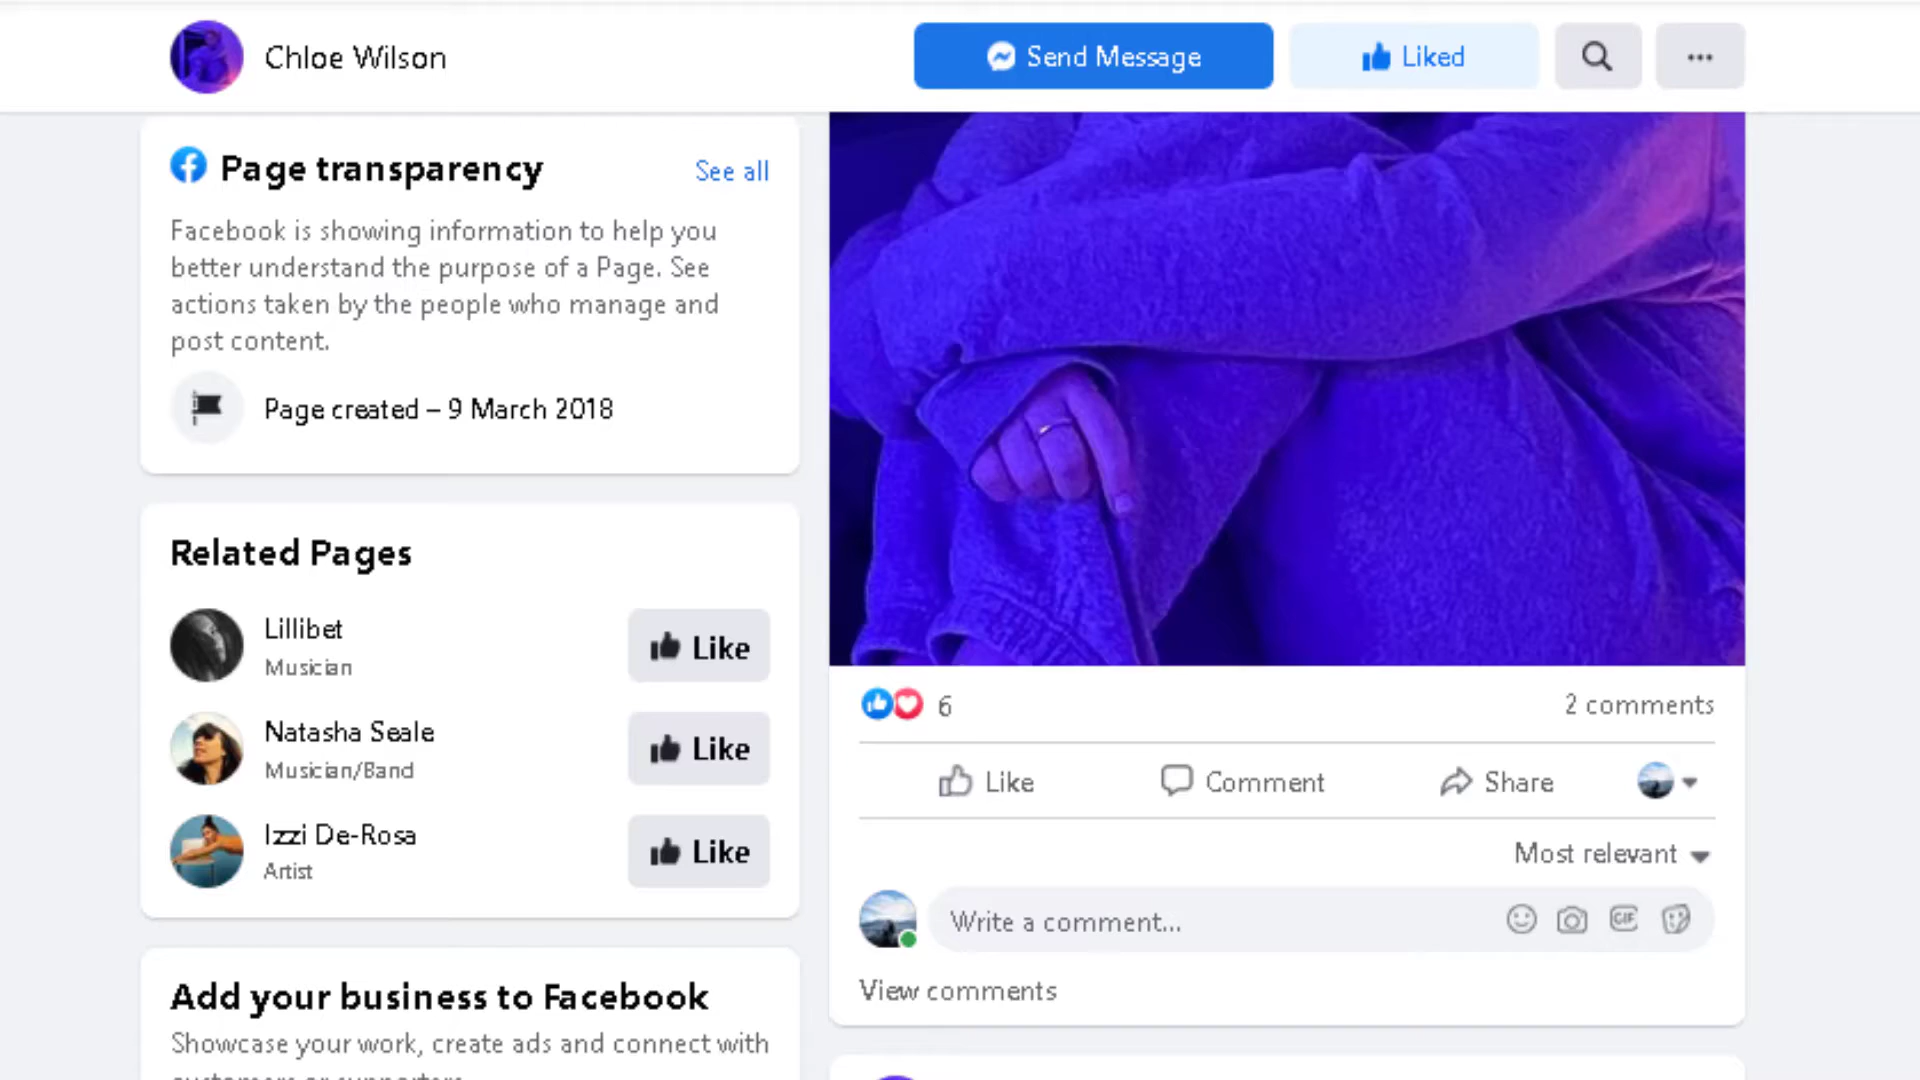 Chloe Wilson
Send Message
Liked
Page transparency
See all
Facebook is showing information to help you
better understand the purpose of a Page. See
actions taken by the people who manage and
post content.
Page created – 9 March 2018
Related Pages
Lillibet
Musician
Like
Natasha Seale
Musician/Band
Like
Izzi De-Rosa
Artist
Like
Add your business to Facebook
Showcase your work, create ads and connect with
customers or supporters.
6
2 comments
Like
Comment
Share
Most relevant
Write a comment...
GIF
View comments